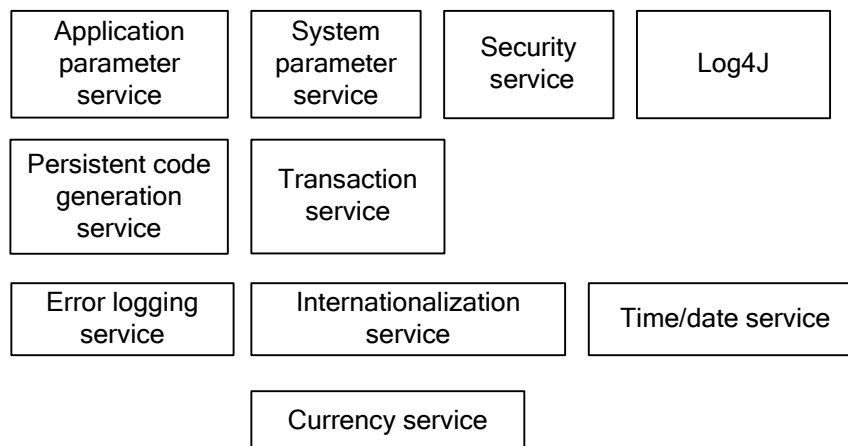 Application
parameter
service
System
parameter
service
Security
service
Log4J
Persistent code
generation
service
Transaction
service
Error logging
service
Internationalization
service
Time/date service
Currency service